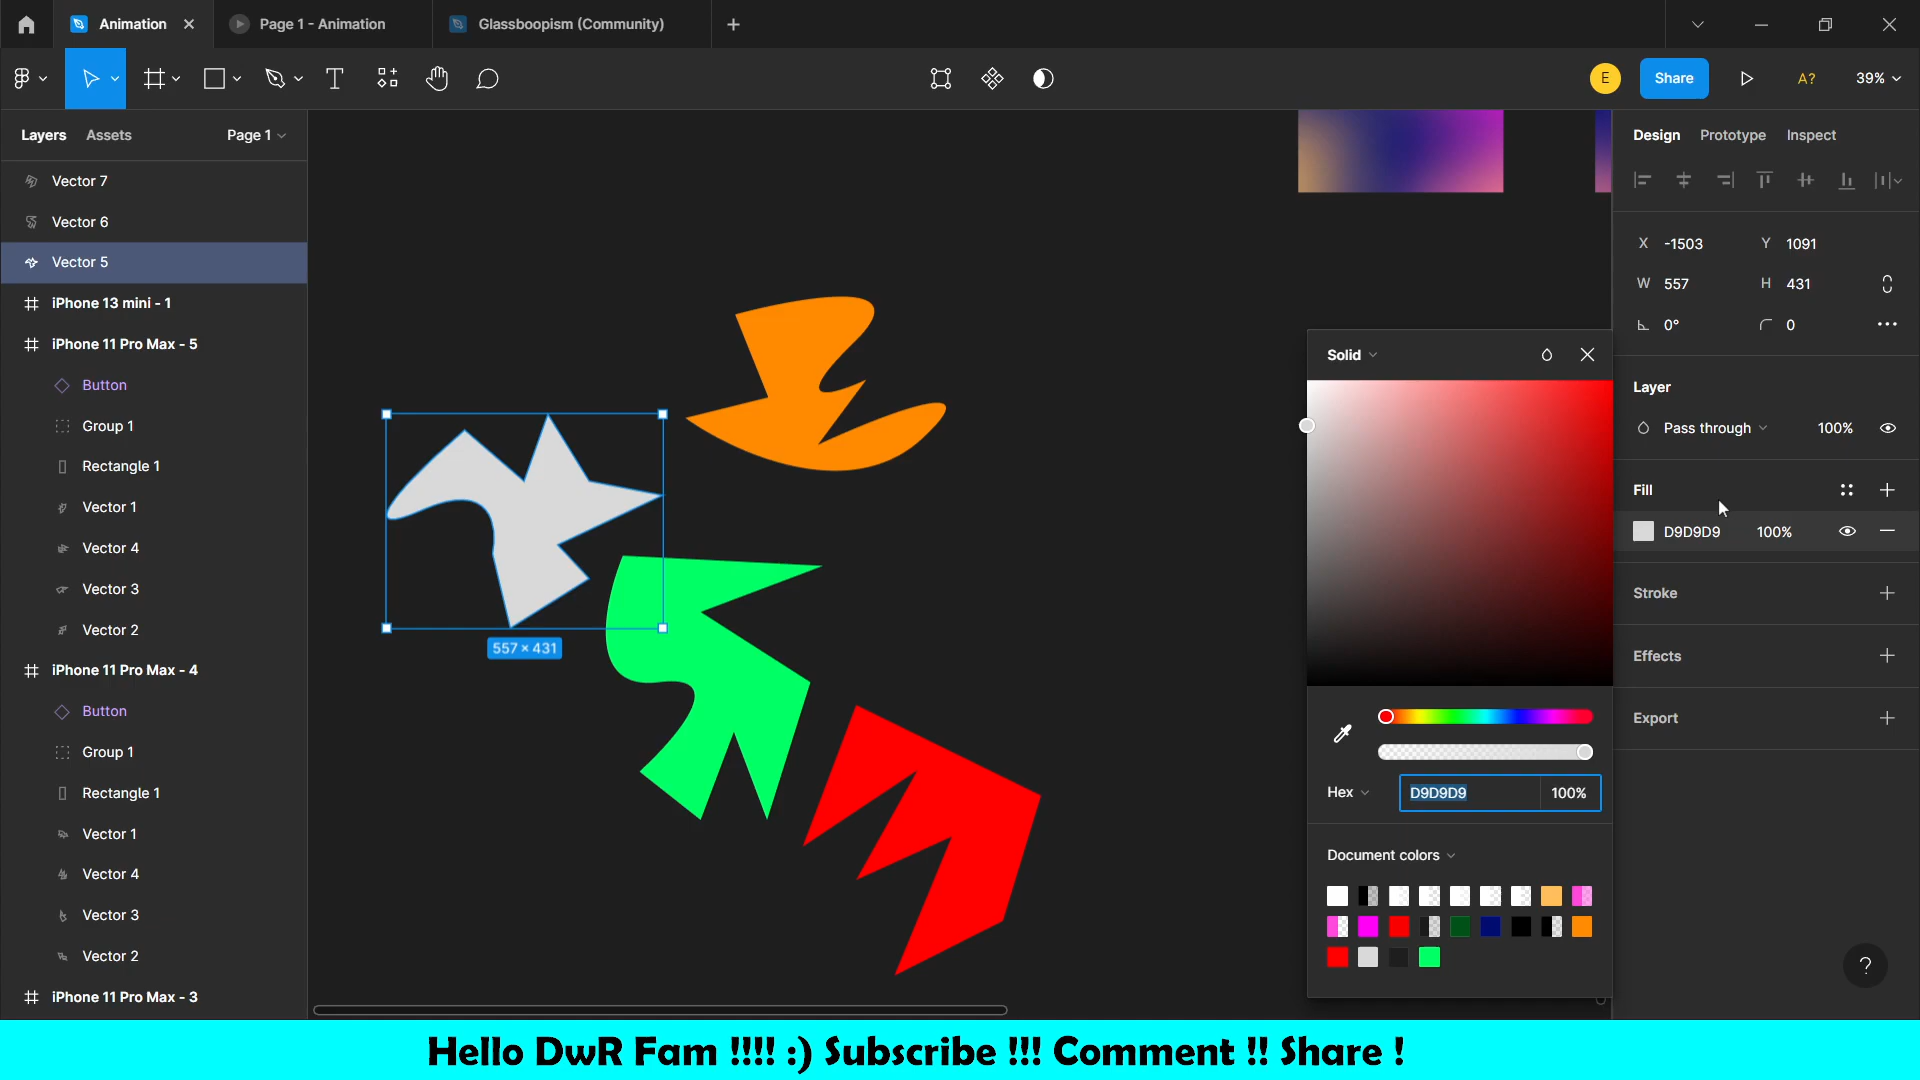 Animation
Page 1 - Animation
Glassboopism (Community)
E
Share
A?
39%
Layers
Assets
Page 1
Vector 7
Vector 6
Vector 5
iPhone 13 mini - 1
iPhone 11 Pro Max - 5
Button
Group 1
Rectangle 1
Vector 1
Vector 4
Vector 3
Vector 2
iPhone 11 Pro Max - 4
Button
Group 1
Rectangle 1
Vector 1
Vector 4
Vector 3
Vector 2
iPhone 11 Pro Max - 3
557 × 431
Solid
Hex
D9D9D9
100%
Document colors
Design
Prototype
Inspect
X -1503
Y 1091
W 557
H 431
0°
0
Layer
Pass through
100%
Fill
D9D9D9
100%
Stroke
Effects
Export
?
Hello DwR Fam !!!! :) Subscribe !!! Comment !! Share !